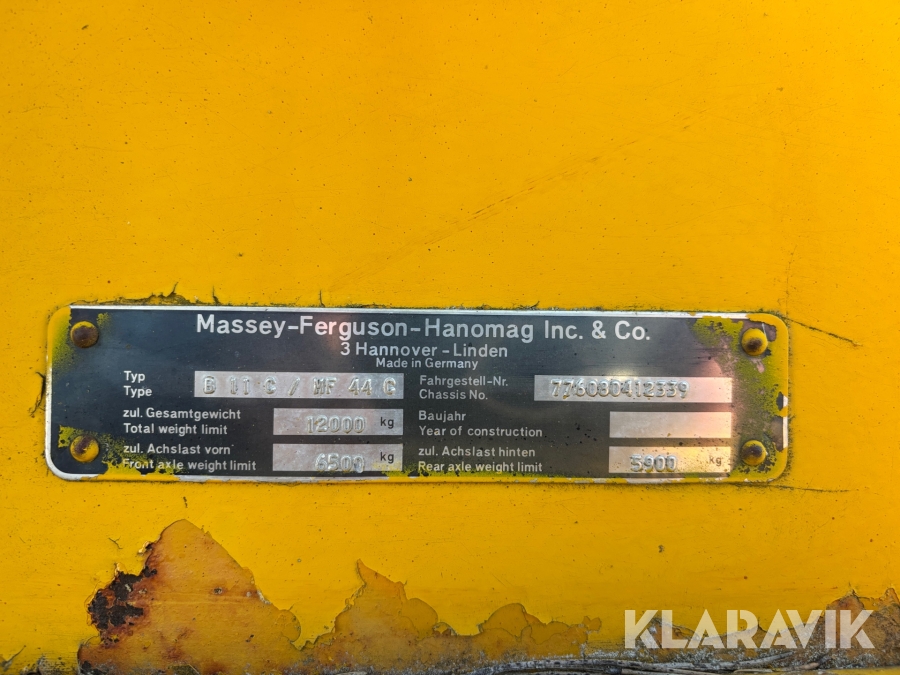 Massey-Ferguson-Hanomag Inc. & Co.
3 Hannover - Linden
Made in Germany
Typ
Type
B 11 C / MF 44 C
Fahrgestell-Nr.
Chassis No.
776080412339
zul. Gesamtgewicht
Total weight limit
12000 kg
Baujahr
Year of construction
zul. Achslast vorn
Front axle weight limit
6500 kg
zul. Achslast hinten
Rear axle weight limit
5900 kg
KLARAVIK